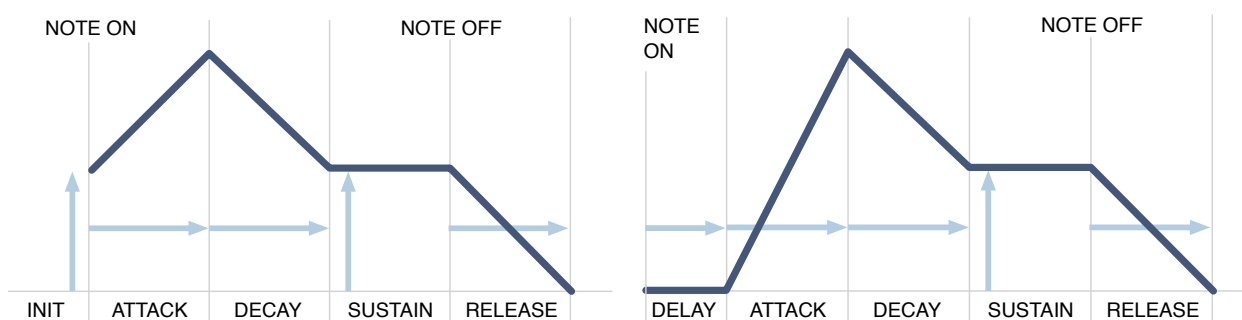 NOTE ON
NOTE OFF
INIT
ATTACK
DECAY
SUSTAIN
RELEASE
NOTE
ON
NOTE OFF
DELAY
ATTACK
DECAY
SUSTAIN
RELEASE